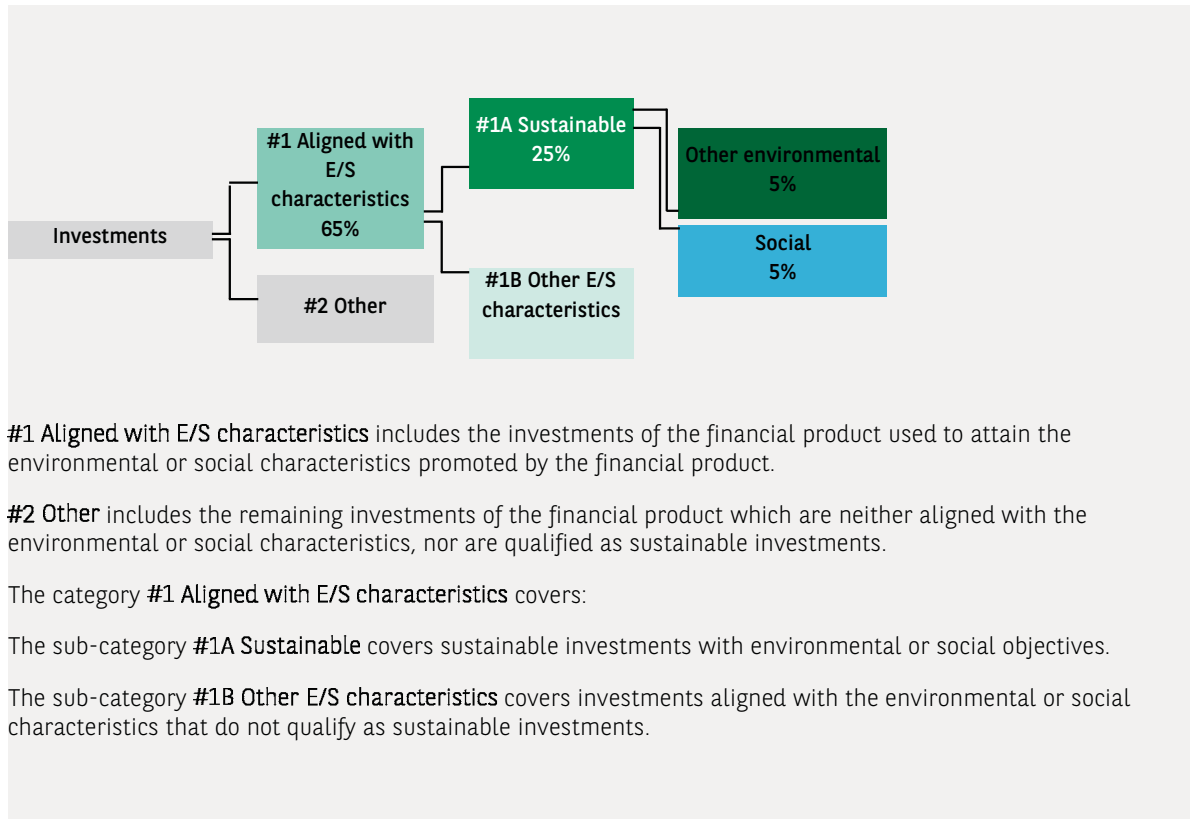 Investments
#1 Aligned with
E/S
characteristics
65%
#2 Other
#1A Sustainable
25%
#1B Other E/S
characteristics
Other environmental
5%
Social
5%
#1 Aligned with E/S characteristics includes the investments of the financial product used to attain the
environmental or social characteristics promoted by the financial product.
#2 Other includes the remaining investments of the financial product which are neither aligned with the
environmental or social characteristics, nor are qualified as sustainable investments.
The category #1 Aligned with E/S characteristics covers:
The sub-category #1A Sustainable covers sustainable investments with environmental or social objectives.
The sub-category #1B Other E/S characteristics covers investments aligned with the environmental or social
characteristics that do not qualify as sustainable investments.